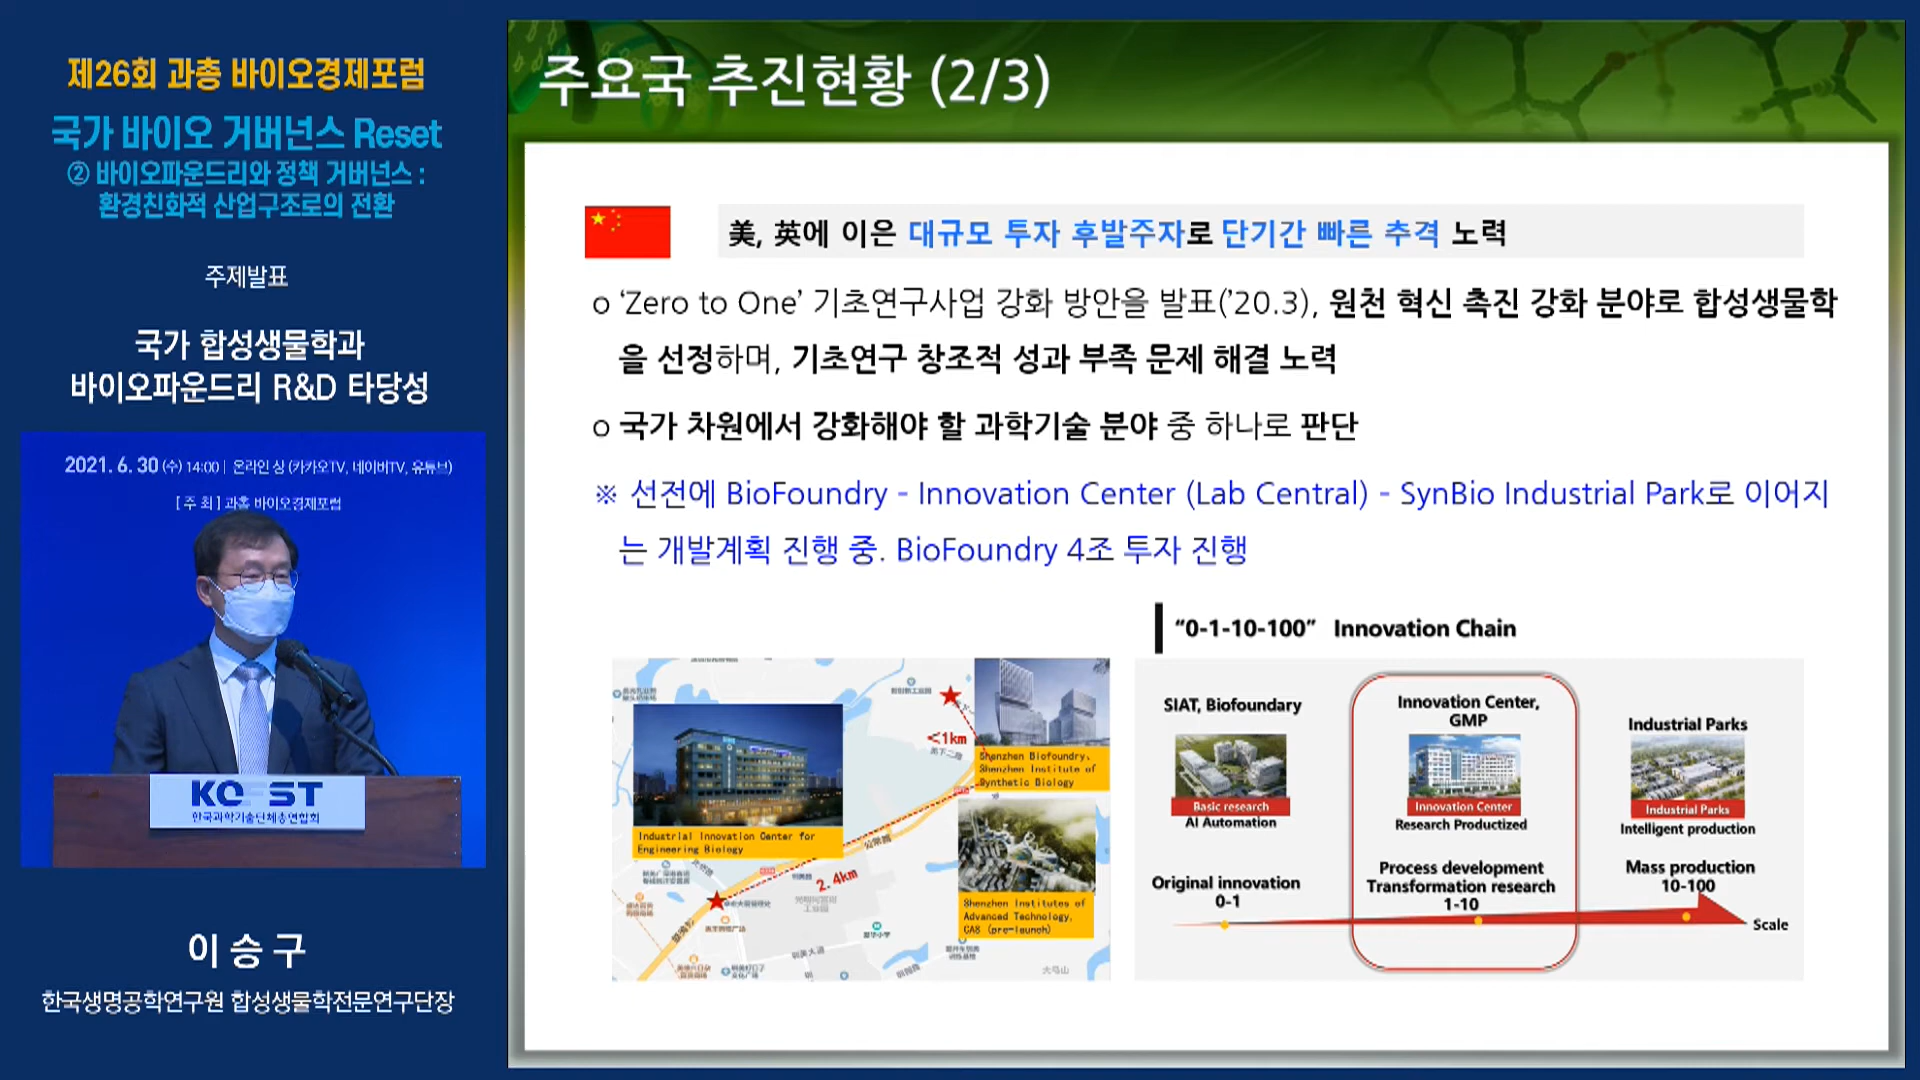 제26회 과총 바이오경제포럼
국가 바이오 거버넌스 Reset
② 바이오파운드리와 정책 거버넌스 :
환경친화적 산업구조로의 전환
주제발표
국가 합성생물학과
바이오파운드리 R&D 타당성
2021. 6. 30 (수) 14:00 | 온라인 상 (카카오TV, 네이버TV, 유튜브)
[ 주 최 ] 과총 바이오경제포럼
한국과학기술단체총연합회
이 승 구
한국생명공학연구원 합성생물학전문연구단장
주요국 추진현황 (2/3)
美, 英에 이은 대규모 투자 후발주자로 단기간 빠른 추격 노력
o ‘Zero to One’ 기초연구사업 강화 방안을 발표(’20.3), 원천 혁신 촉진 강화 분야로 합성생물학
을 선정하며, 기초연구 창조적 성과 부족 문제 해결 노력
o 국가 차원에서 강화해야 할 과학기술 분야 중 하나로 판단
※ 선전에 BioFoundry - Innovation Center (Lab Central) - SynBio Industrial Park로 이어지
는 개발계획 진행 중. BioFoundry 4조 투자 진행
<1km
Shenzhen Biofoundry,
Shenzhen Institute of
Synthetic Biology
Industrial Innovation Center for
Engineering Biology
2.4km
Shenzhen Institutes of
Advanced Technology,
CAS (pre-launch)
大马山
“0-1-10-100” Innovation Chain
SIAT, Biofoundary
Basic research
AI Automation
Original innovation
0-1
Innovation Center,
GMP
Innovation Center
Research Productized
Process development
Transformation research
1-10
Industrial Parks
Industrial Parks
Intelligent production
Mass production
10-100
Scale